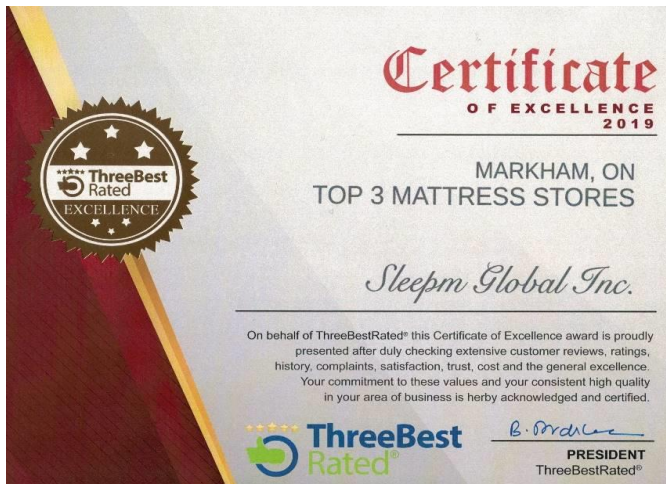 Certificate
OF EXCELLENCE
2019
MARKHAM, ON
TOP 3 MATTRESS STORES
ThreeBest
Rated
EXCELLENCE
Sleepm Global Inc.
On behalf of ThreeBestRated® this Certificate of Excellence award is proudly
presented after duly checking extensive customer reviews, ratings,
history, complaints, satisfaction, trust, cost and the general excellence.
Your commitment to these values and your consistent high quality
in your area of business is herby acknowledged and certified.
ThreeBest
Rated®
PRESIDENT
ThreeBestRated®